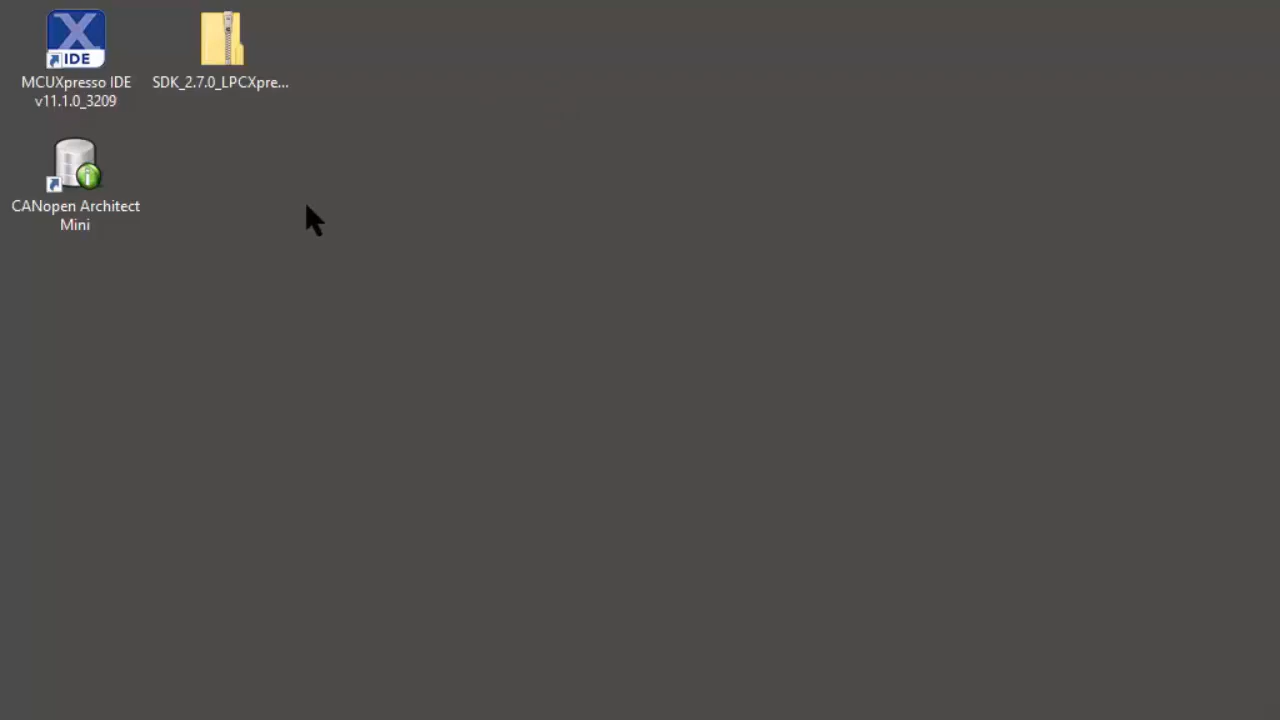 IDE
MCUXpresso IDE
v11.1.0_3209
SDK_2.7.0_LPCXpre...
CANopen Architect
Mini